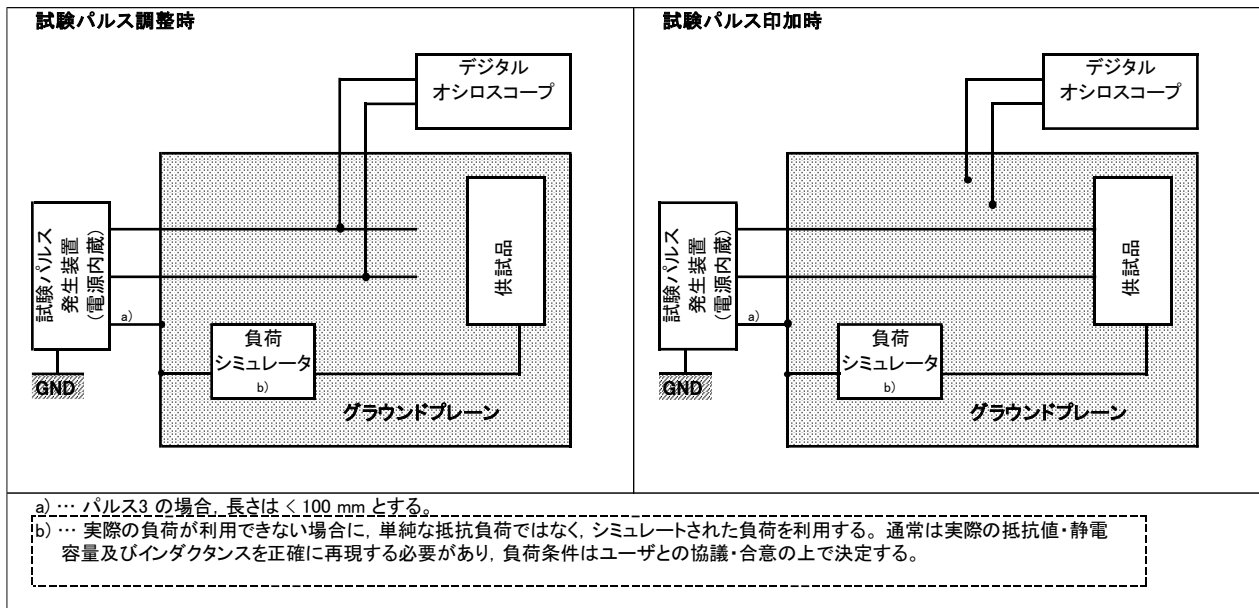 試験パルス調整時
デジタル
オシロスコープ
試験パルス
発生装置
(電源内蔵)
a)
供試品
負荷
シミュレータ
b)
GND
グラウンドプレーン
試験パルス印加時
デジタル
オシロスコープ
試験パルス
発生装置
(電源内蔵)
a)
供試品
負荷
シミュレータ
b)
GND
グラウンドプレーン
a) … パルス3 の場合, 長さは < 100 mm とする。
b) … 実際の負荷が利用できない場合に, 単純な抵抗負荷ではなく, シミュレートされた負荷を利用する。 通常は実際の抵抗値・静電
容量及びインダクタンスを正確に再現する必要があり, 負荷条件はユーザとの協議・合意の上で決定する。